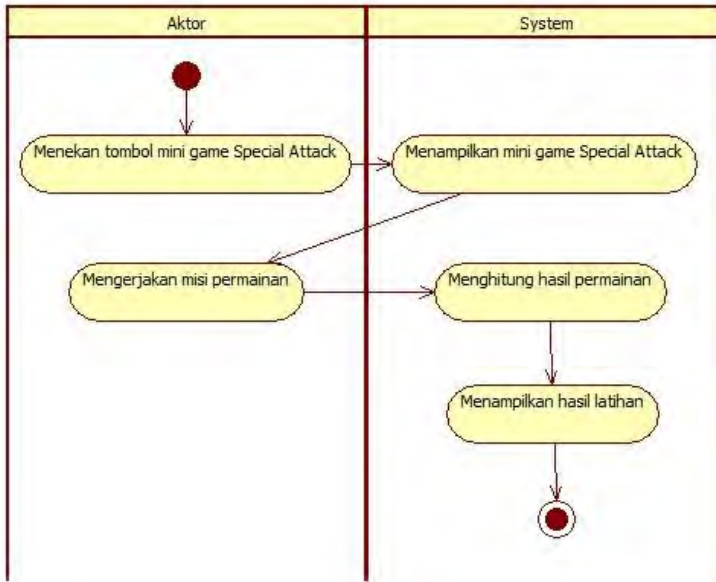 Aktor
System
Menekan tombol mini game Special Attack
Menampilkan mini game Special Attack
Mengerjakan misi permainan
Menghitung hasil permainan
Menampilkan hasil latihan